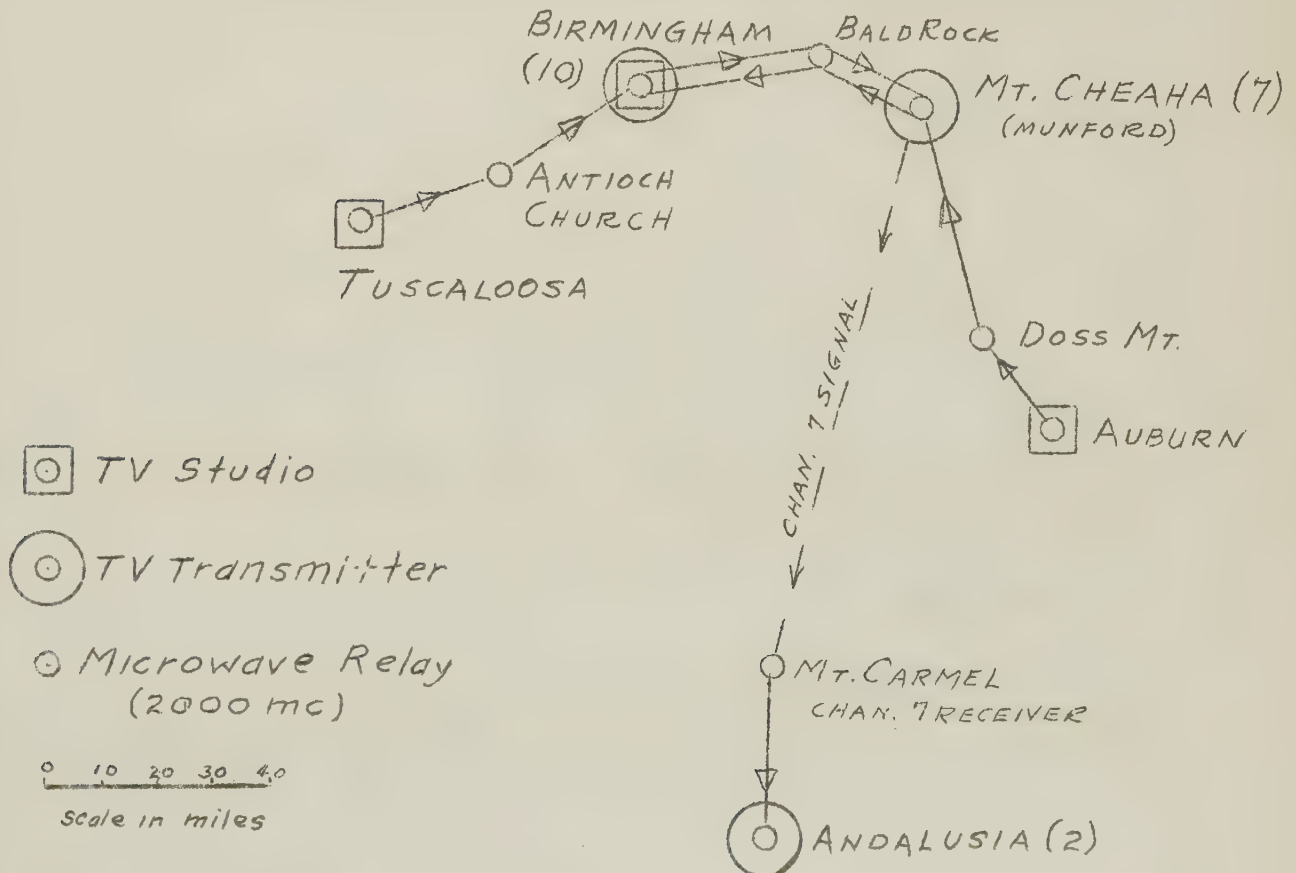 BIRMINGHAM
(10)
BALD ROCK
MT. CHEAHA (7)
(MUNFORD)
ANTIOCH
CHURCH
TUSCALOOSA
CHAN. 7 SIGNAL
DOSS MT.
AUBURN
TV Studio
TV Transmitter
Microwave Relay
(2000 mc)
MT. CARMEL
CHAN. 7 RECEIVER
0 10 20 30 40
Scale in miles
ANDALUSIA (2)